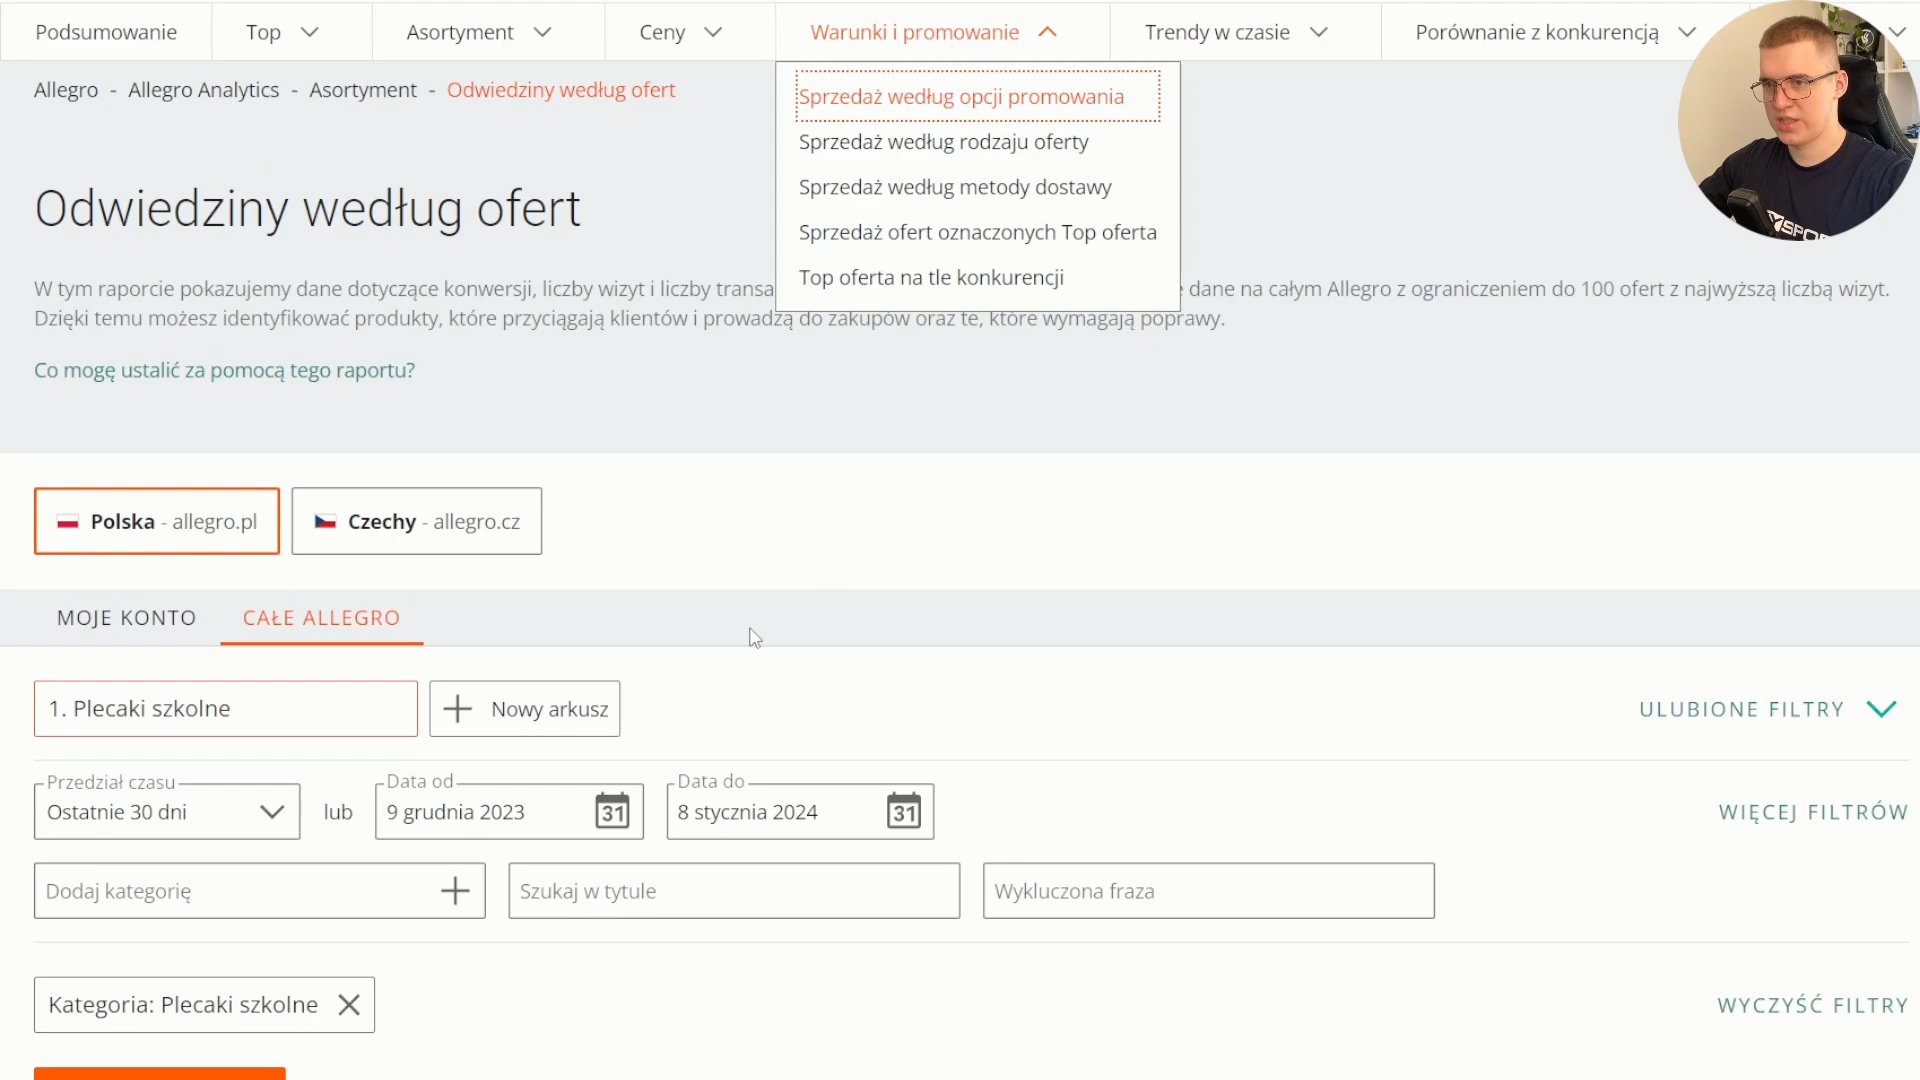 Podsumowanie
Top
Asortyment
Ceny
Warunki i promowanie
Trendy w czasie
Porównanie z konkurencją
Allegro - Allegro Analytics - Asortyment - Odwiedziny według ofert
Sprzedaż według opcji promowania
Sprzedaż według rodzaju oferty
Sprzedaż według metody dostawy
Sprzedaż ofert oznaczonych Top oferta
Top oferta na tle konkurencji
Odwiedziny według ofert
W tym raporcie pokazujemy dane dotyczące konwersji, liczby wizyt i liczby transa dane na całym Allegro z ograniczeniem do 100 ofert z najwyższą liczbą wizyt.
Dzięki temu możesz identyfikować produkty, które przyciągają klientów i prowadzą do zakupów oraz te, które wymagają poprawy.
Co mogę ustalić za pomocą tego raportu?
Polska - allegro.pl
Czechy - allegro.cz
MOJE KONTO
CAŁE ALLEGRO
1. Plecaki szkolne
Nowy arkusz
ULUBIONE FILTRY
Przedział czasu
Ostatnie 30 dni
lub
Data od
9 grudnia 2023
31
Data do
8 stycznia 2024
31
WIĘCEJ FILTRÓW
Dodaj kategorię
Szukaj w tytule
Wykluczona fraza
Kategoria: Plecaki szkolne
WYCZYŚĆ FILTRY